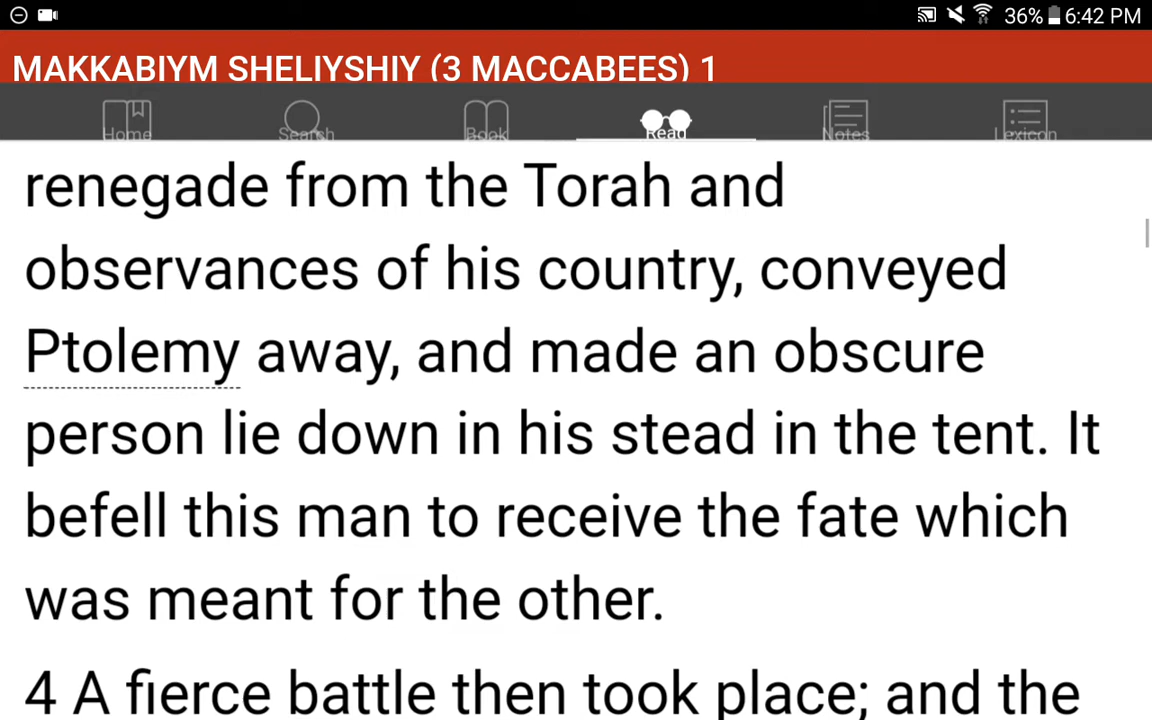 36% 6:42 PM
MAKKABIYM SHELIYSHIY (3 MACCABEES) 1
Home Search Book Read Notes Lexicon
renegade from the Torah and
observances of his country, conveyed
Ptolemy away, and made an obscure
person lie down in his stead in the tent. It
befell this man to receive the fate which
was meant for the other.
4 A fierce battle then took place; and the